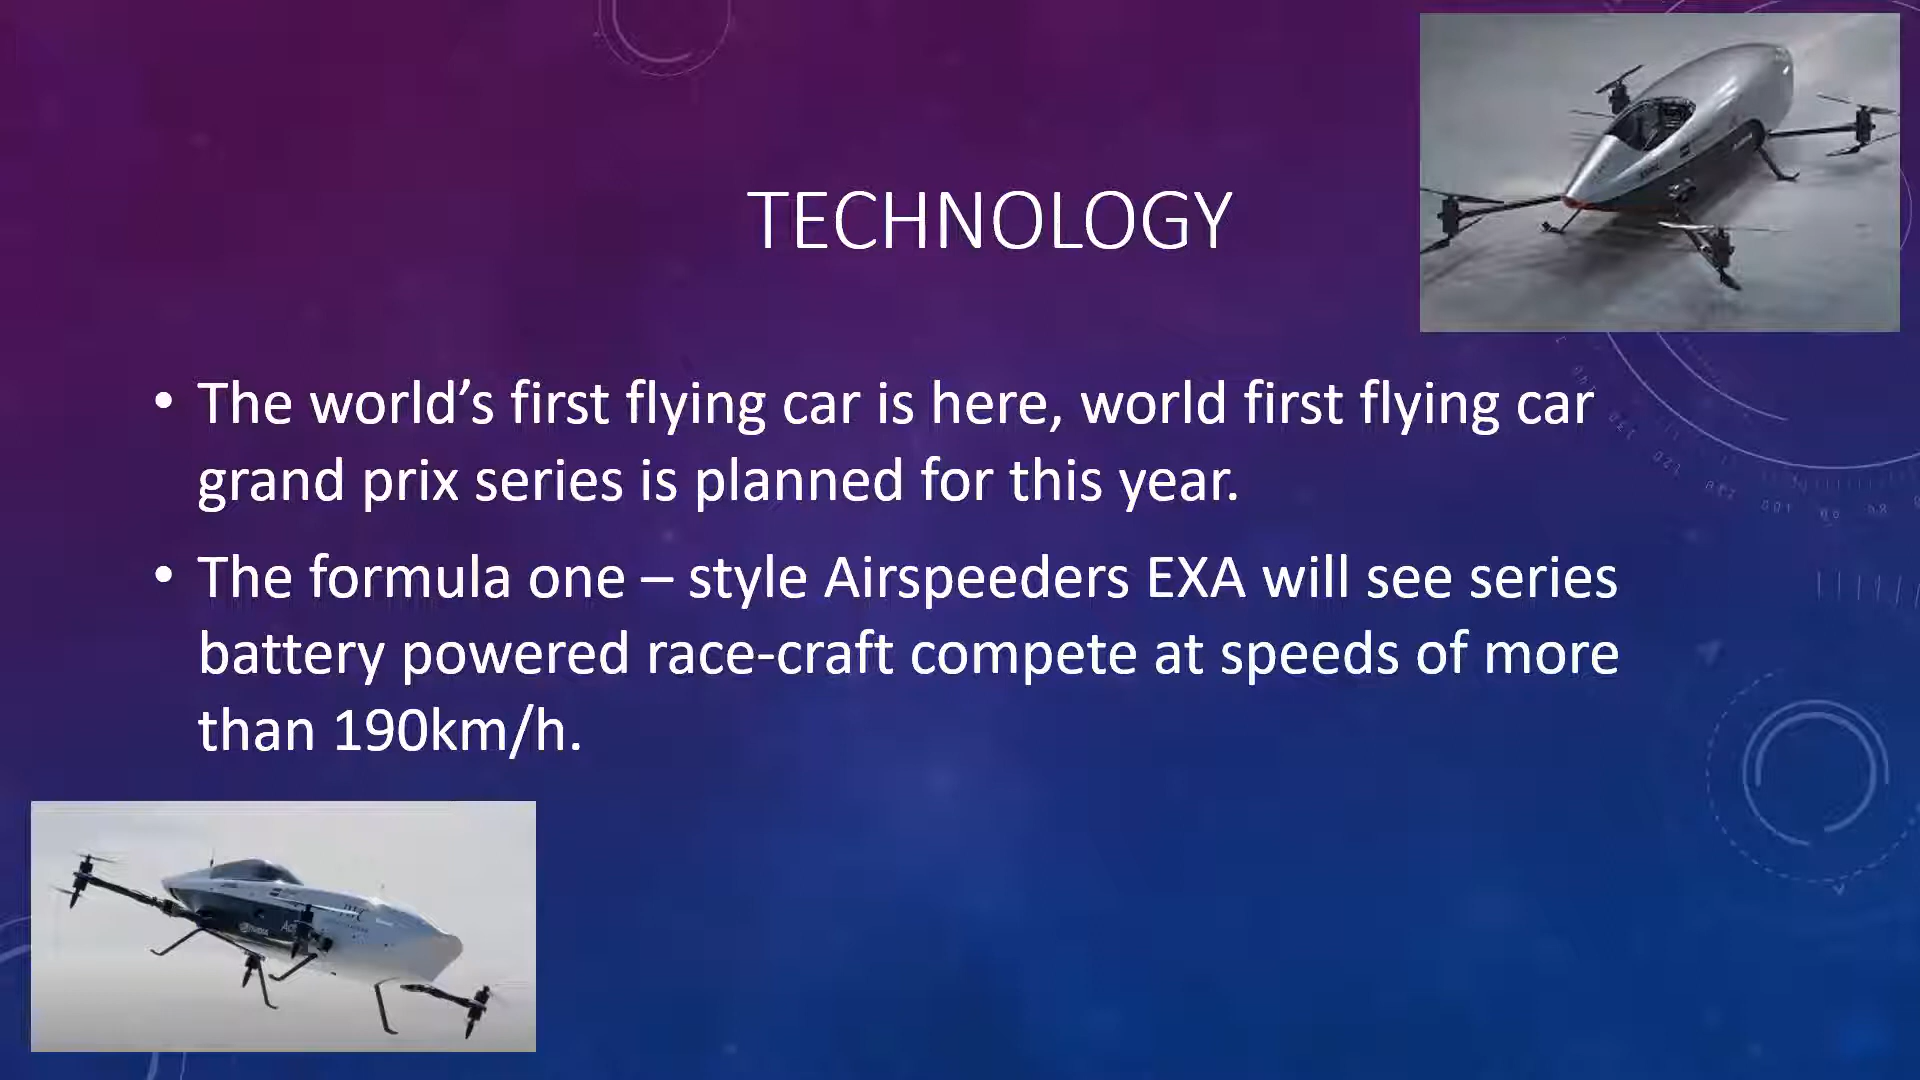 TECHNOLOGY
• The world’s first flying car is here, world first flying car
grand prix series is planned for this year.
• The formula one – style Airspeeders EXA will see series
battery powered race-craft compete at speeds of more
than 190km/h.
NVIDIA
IWC